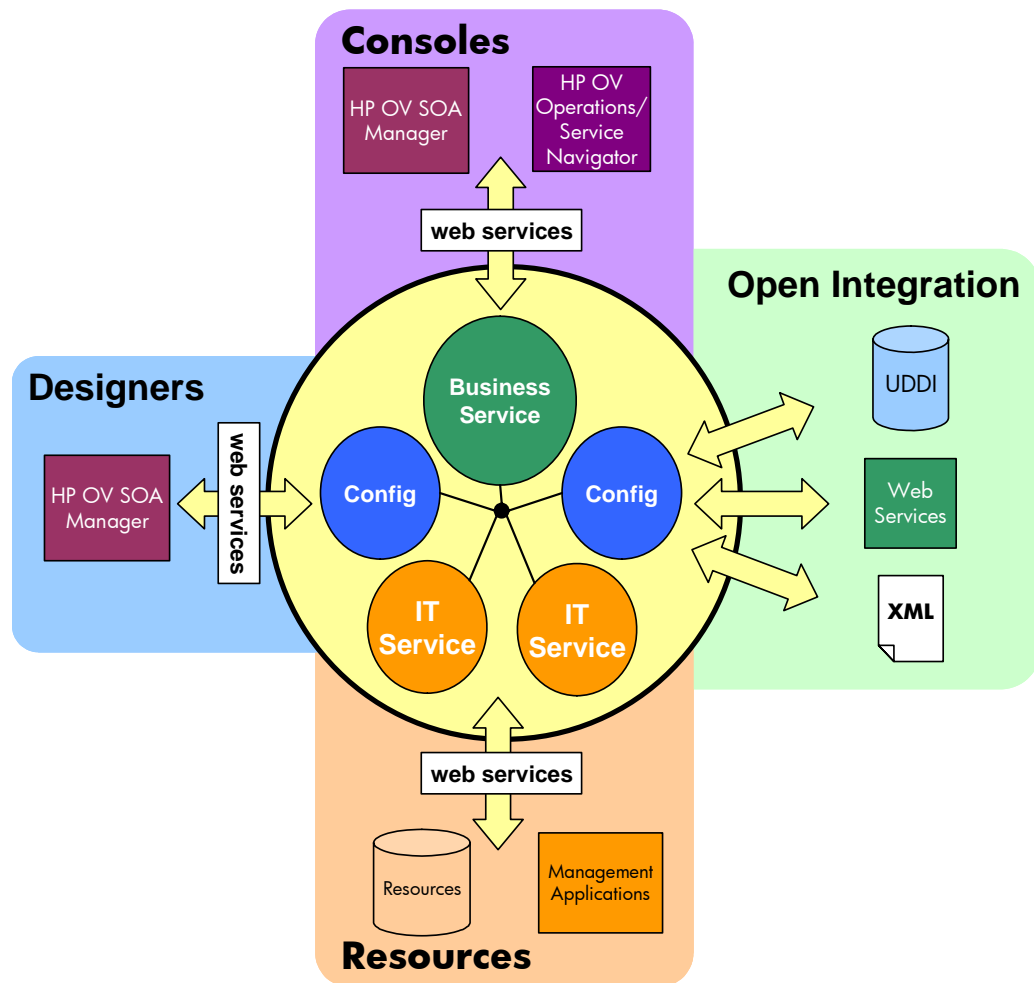 Consoles
HP OV SOA
Manager
HP OV
Operations/
Service
Navigator
web services
Open Integration
UDDI
Web
Services
XML
Designers
HP OV SOA
Manager
web services
Business
Service
Config
Config
IT
Service
IT
Service
web services
Resources
Management
Applications
Resources